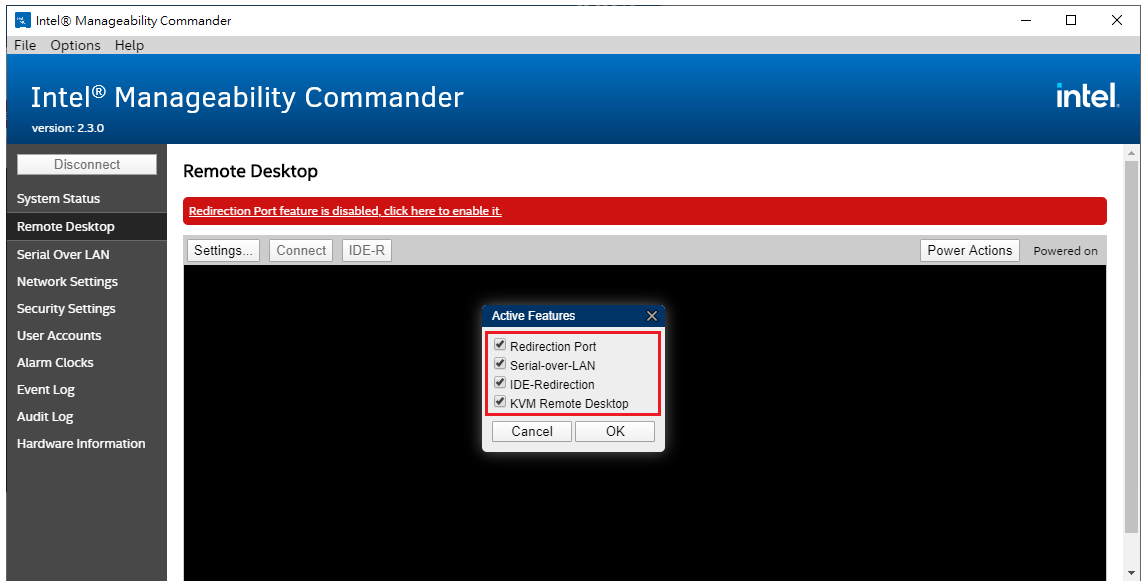 Intel® Manageability Commander
File Options Help
Intel® Manageability Commander
intel.
version: 2.3.0
Disconnect
System Status
Remote Desktop
Serial Over LAN
Network Settings
Security Settings
User Accounts
Alarm Clocks
Event Log
Audit Log
Hardware Information
Remote Desktop
Redirection Port feature is disabled, click here to enable it.
Settings... Connect IDE-R Power Actions Powered on
Active Features
Redirection Port
Serial-over-LAN
IDE-Redirection
KVM Remote Desktop
Cancel OK